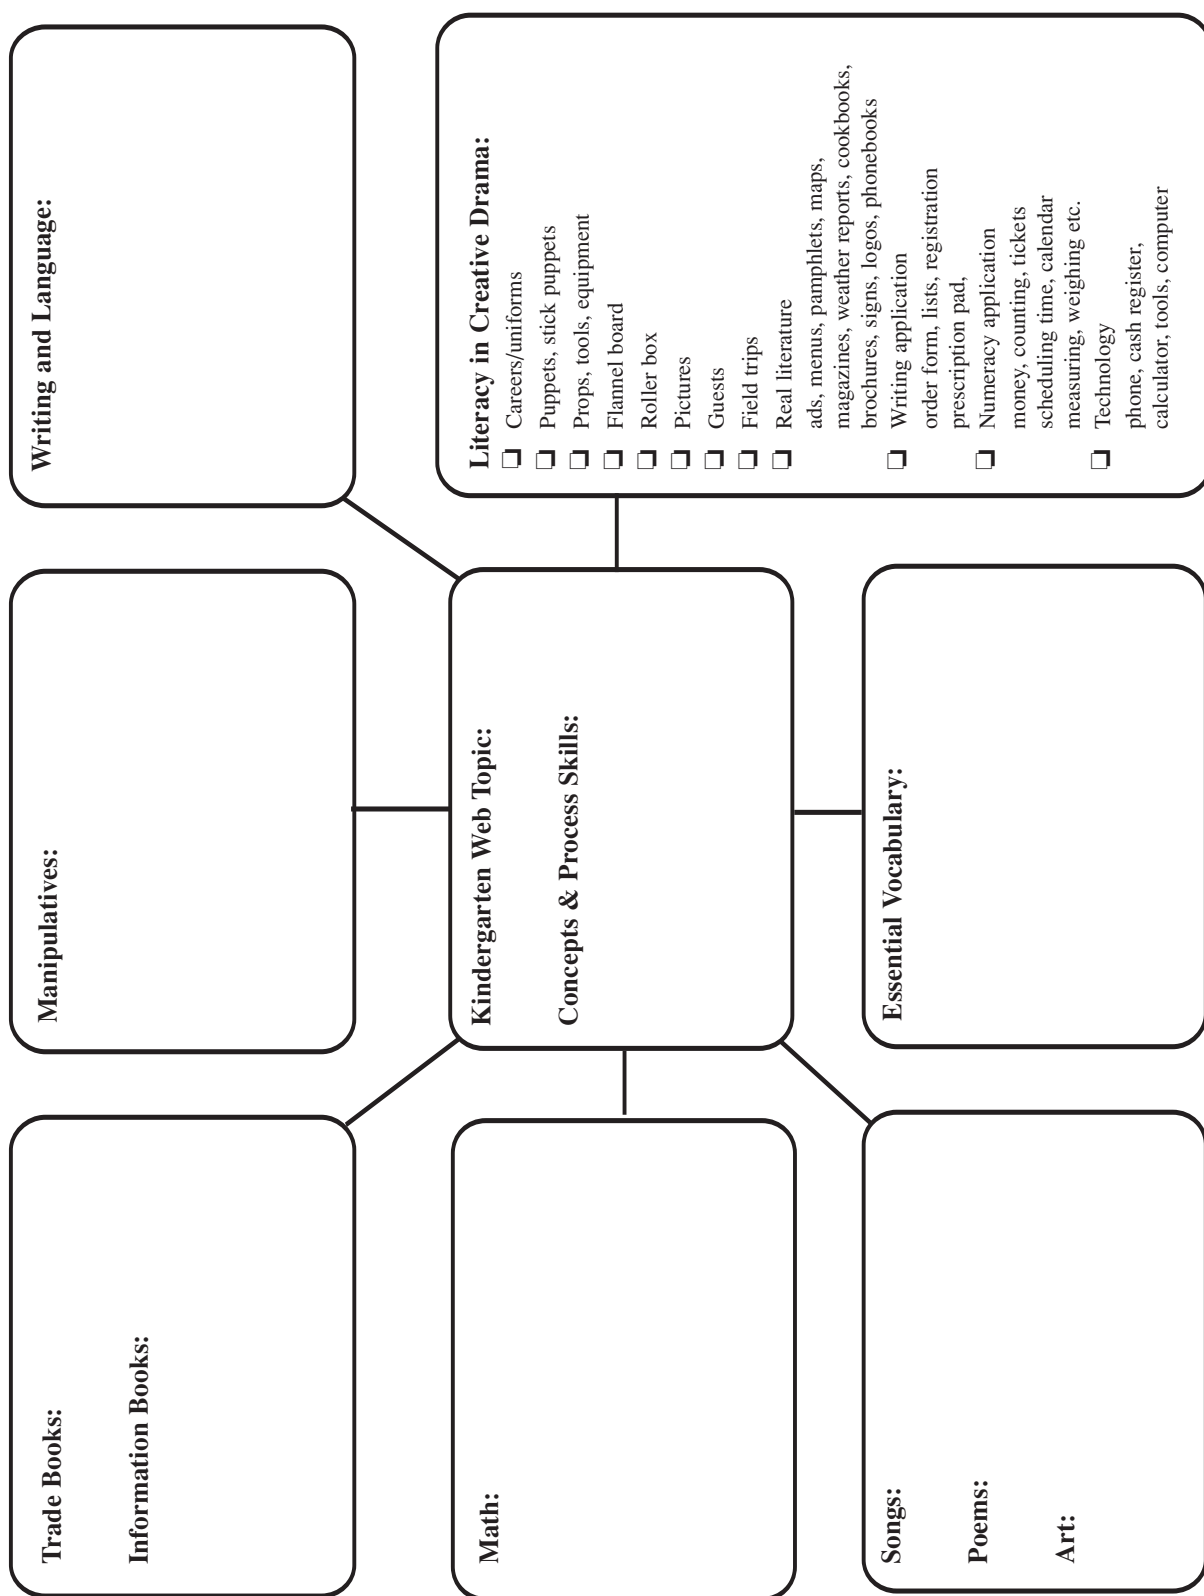 Trade Books:
Information Books:
Manipulatives:
Writing and Language:
Math:
Kindergarten Web Topic:
Concepts & Process Skills:
Literacy in Creative Drama:
❏ Careers/uniforms
❏ Puppets, stick puppets
❏ Props, tools, equipment
❏ Flannel board
❏ Roller box
❏ Pictures
❏ Guests
❏ Field trips
❏ Real literature
ads, menus, pamphlets, maps,
magazines, weather reports, cookbooks,
brochures, signs, logos, phonebooks
❏ Writing application
order form, lists, registration
prescription pad,
❏ Numeracy application
money, counting, tickets
scheduling time, calendar
measuring, weighing etc.
❏ Technology
phone, cash register,
calculator, tools, computer
Songs:
Poems:
Art:
Essential Vocabulary: